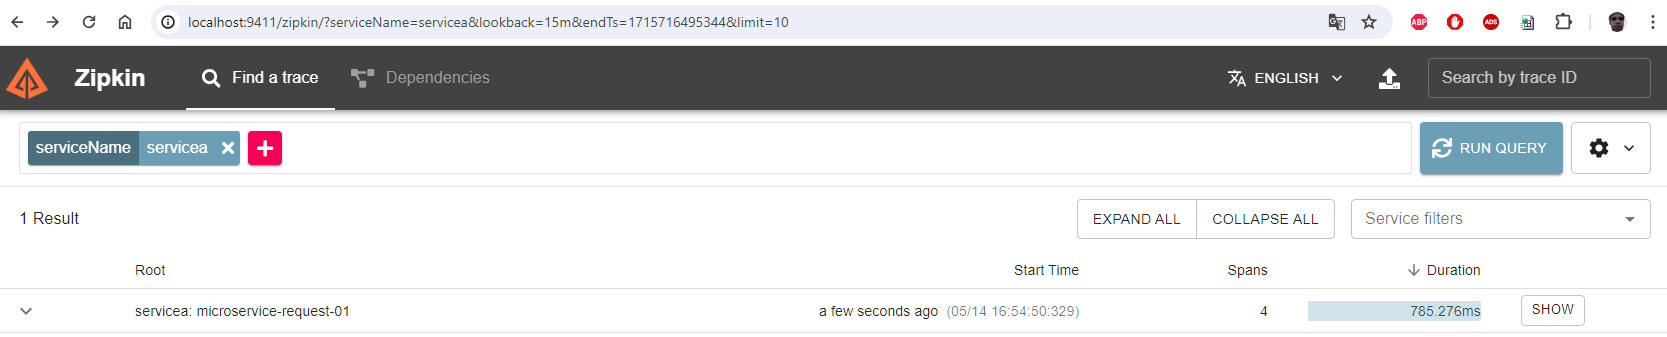 localhost:9411/zipkin/?serviceName=servicea&lookback=15m&endTs=1715716495344&limit=10
ABP
ADS
Zipkin
Find a trace
Dependencies
ENGLISH
Search by trace ID
serviceName servicea
RUN QUERY
1 Result
EXPAND ALL
COLLAPSE ALL
Service filters
Root Start Time Spans Duration
servicea: microservice-request-01 a few seconds ago (05/14 16:54:50:329) 4 785.276ms SHOW